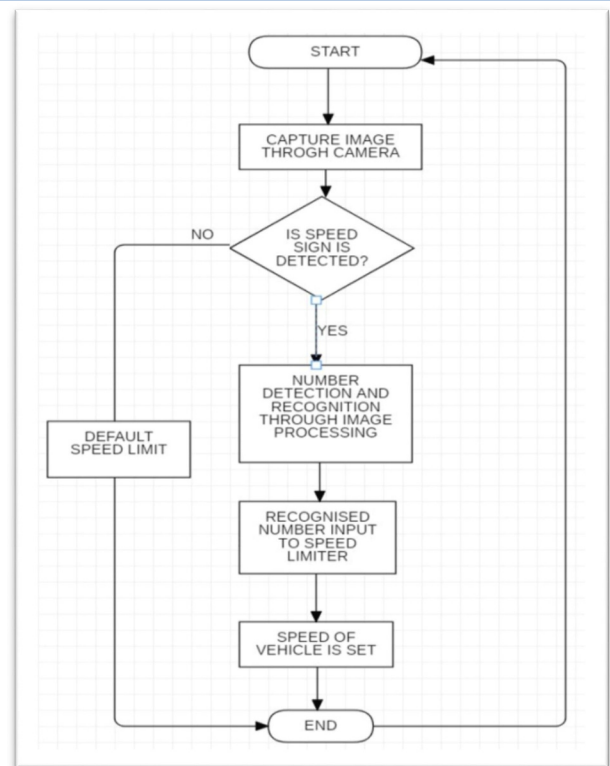 START
CAPTURE IMAGE
THROGH CAMERA
NO
IS SPEED
SIGN IS
DETECTED?
YES
NUMBER
DETECTION AND
RECOGNITION
THROUGH IMAGE
PROCESSING
DEFAULT
SPEED LIMIT
RECOGNISED
NUMBER INPUT
TO SPEED
LIMITER
SPEED OF
VEHICLE IS SET
END